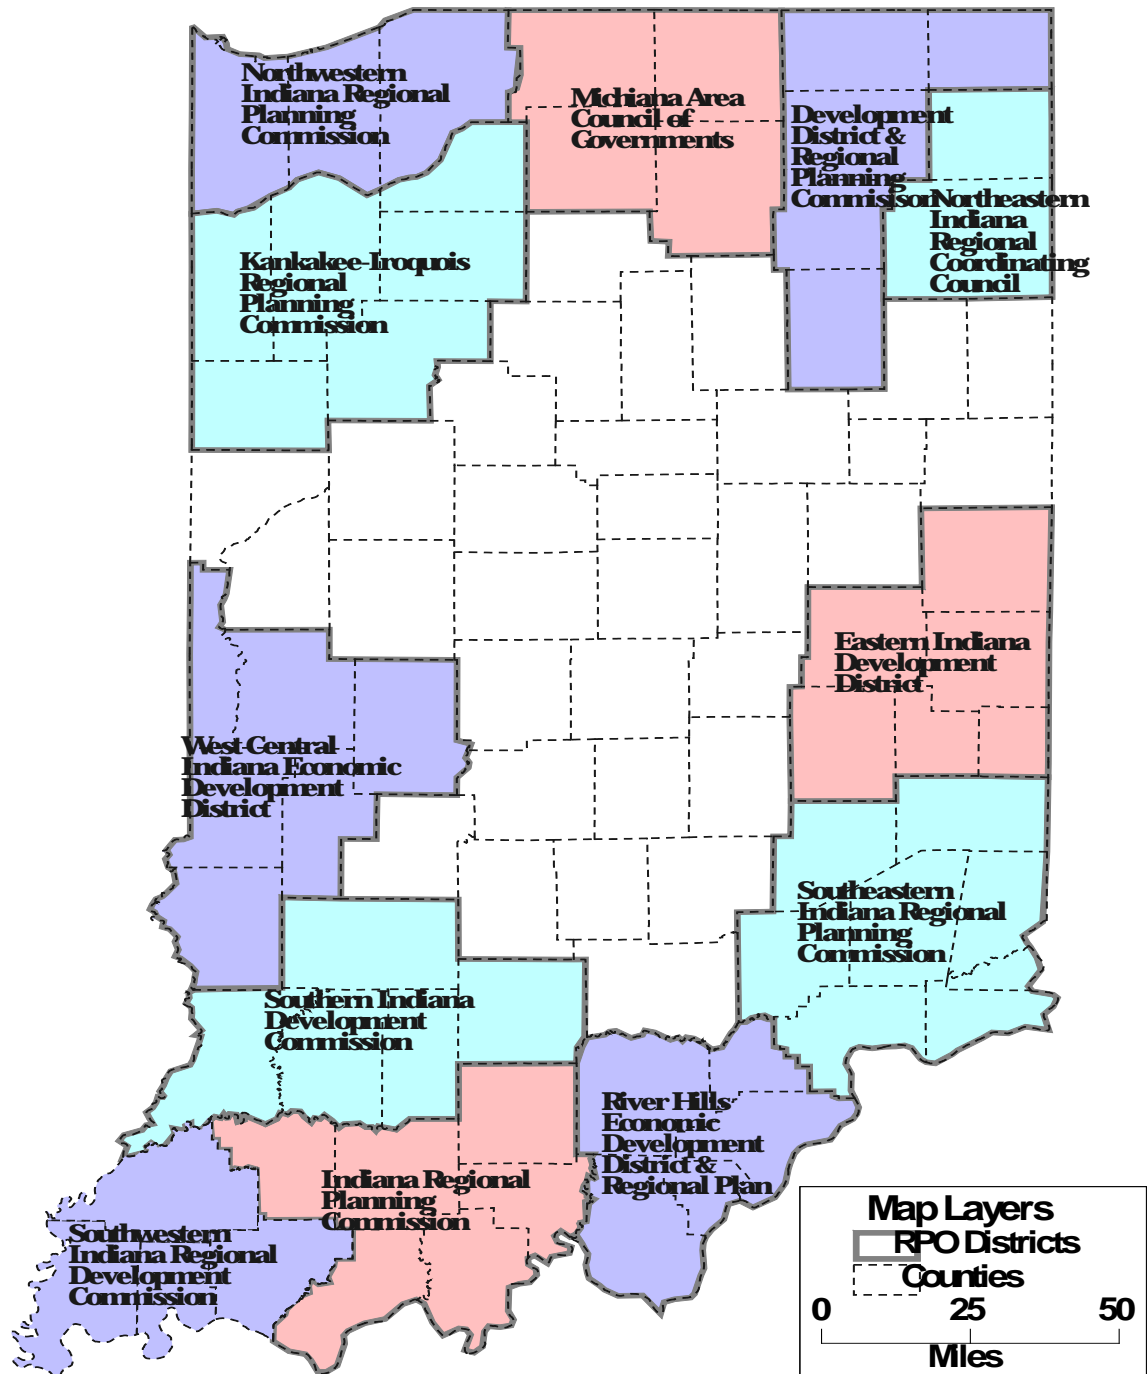 Northwestern
Indiana Regional
Planning
Commission
Michiana Area
Council of
Governments
Development
District &
Regional
Planning
Commisison
Northeastern
Indiana
Regional
Coordinating
Council
Kankakee-Iroquois
Regional
Planning
Commission
Eastern Indiana
Development
District
West Central
Indiana Economic
Development
District
Southeastern
Indiana Regional
Planning
Commission
Southern Indiana
Development
Commission
River Hills
Economic
Development
District &
Regional Plan
Indiana Regional
Planning
Commission
Southwestern
Indiana Regional
Development
Commission
Map Layers
RPO Districts
Counties
0 25 50
Miles